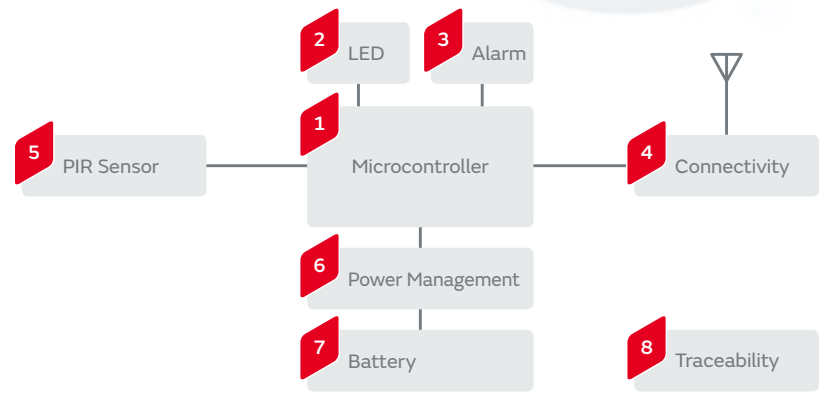 2
LED
3
Alarm
1
Microcontroller
5
PIR Sensor
4
Connectivity
6
Power Management
7
Battery
8
Traceability